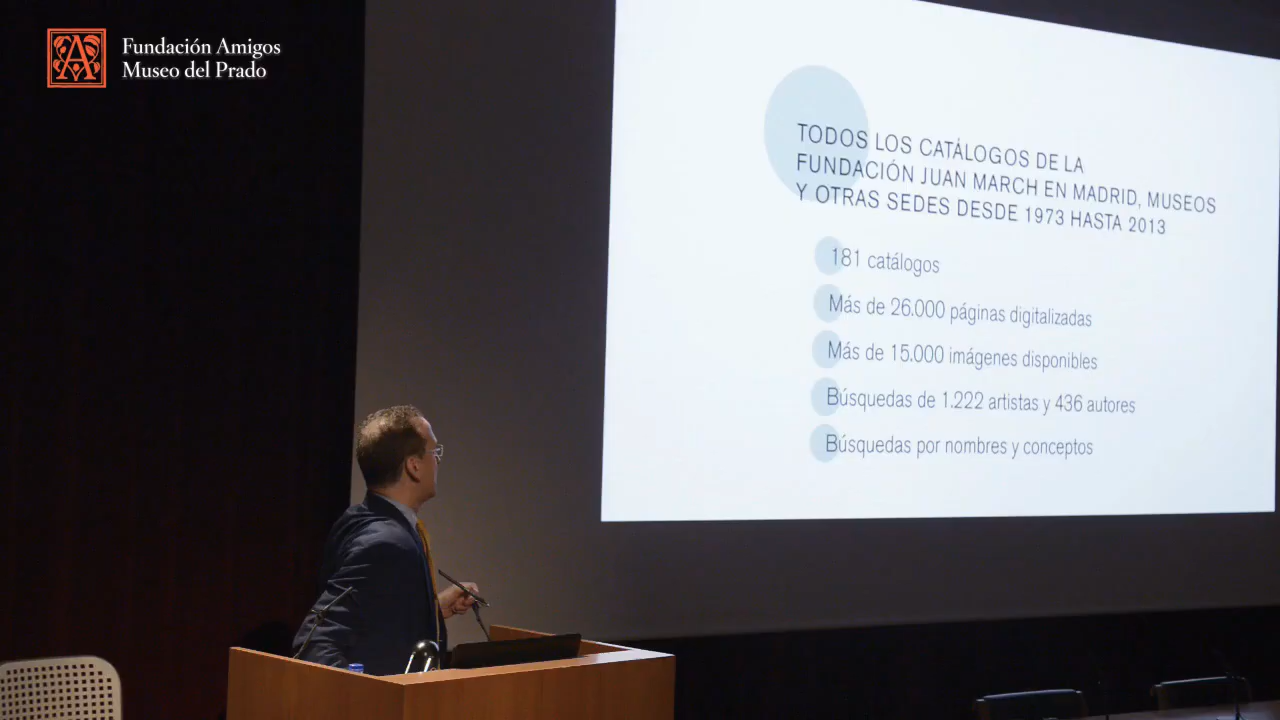 Fundación Amigos
Museo del Prado
TODOS LOS CATÁLOGOS DE LA
FUNDACIÓN JUAN MARCH EN MADRID, MUSEOS
Y OTRAS SEDES DESDE 1973 HASTA 2013
181 catálogos
Más de 26.000 páginas digitalizadas
Más de 15.000 imágenes disponibles
Búsquedas de 1.222 artistas y 436 autores
Búsquedas por nombres y conceptos